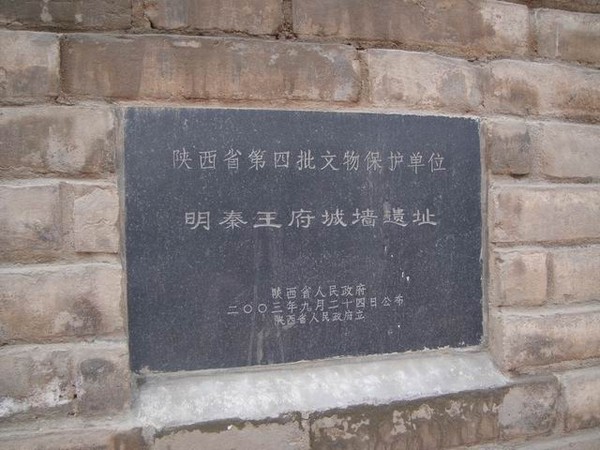 陕西省第四批文物保护单位
明秦王府城墙遺址
陕西省人民政府
二〇〇三年九月二十四日公布
陕西省人民政府立